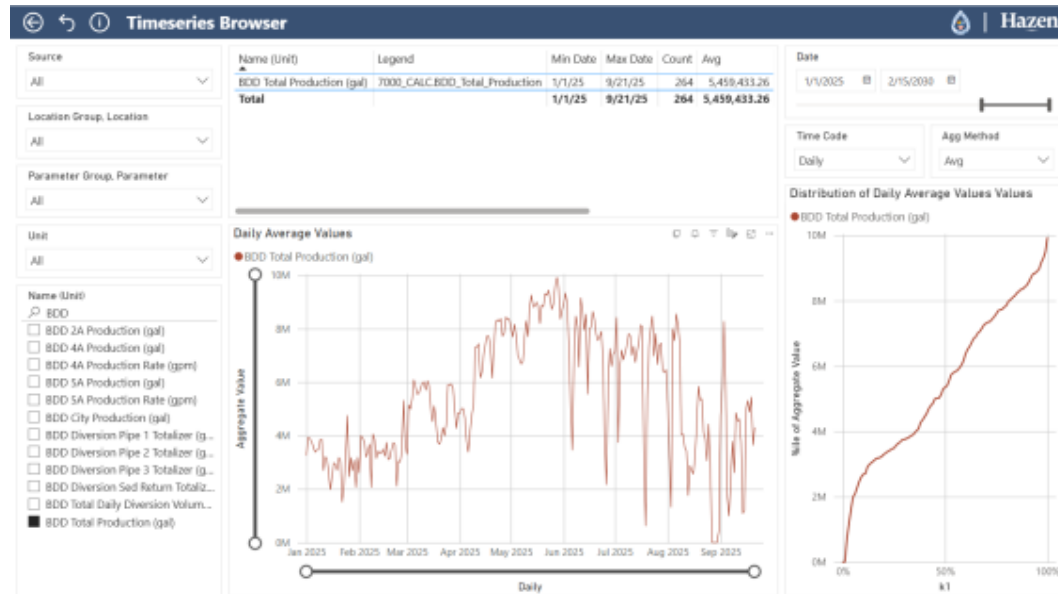 Timeseries Browser
Hazen
Source
All
Location Group, Location
All
Parameter Group, Parameter
All
Unit
All
Name (Unit)
BDD
BDD 2A Production (gal)
BDD 4A Production (gal)
BDD 4A Production Rate (gpm)
BDD 5A Production (gal)
BDD 5A Production Rate (gpm)
BDD City Production (gal)
BDD Diversion Pipe 1 Totalizer (g...
BDD Diversion Pipe 2 Totalizer (g...
BDD Diversion Pipe 3 Totalizer (g...
BDD Diversion Sed Return Totaliz...
BDD Total Daily Diversion Volum...
BDD Total Production (gal)
Name (Unit) Legend Min Date Max Date Count Avg
BDD Total Production (gal) 7000_CALC.BDD_Total_Production 1/1/25 9/21/25 264 5,459,433.26
Total 1/1/25 9/21/25 264 5,459,433.26
Daily Average Values
BDD Total Production (gal)
Aggregate Value
10M
8M
6M
4M
2M
0M
Jan 2025 Feb 2025 Mar 2025 Apr 2025 May 2025 Jun 2025 Jul 2025 Aug 2025 Sep 2025
Daily
Date
1/1/2025 2/15/2030
Time Code Agg Method
Daily Avg
Distribution of Daily Average Values Values
BDD Total Production (gal)
%ile of Aggregate Value
10M
8M
6M
4M
2M
0M
0% 50% 100%
k1